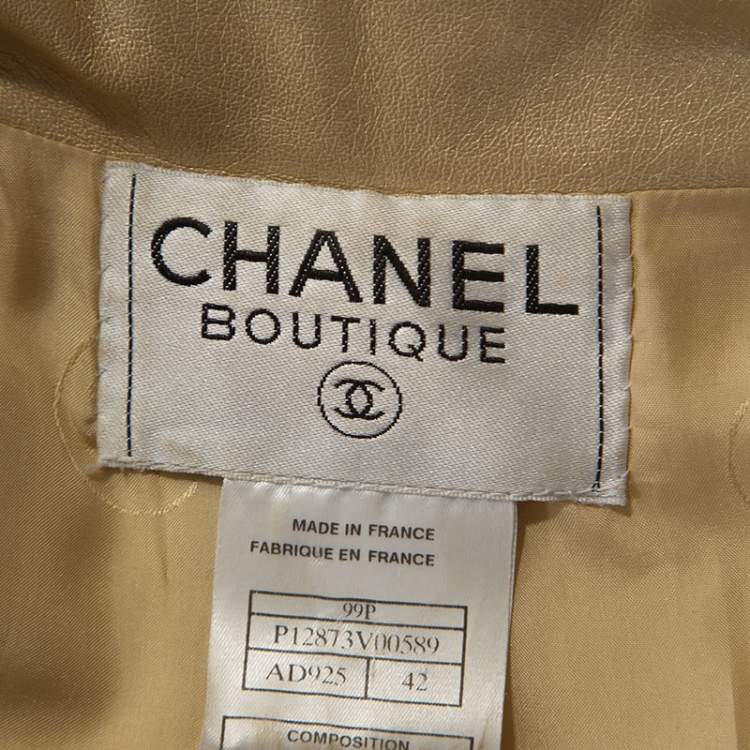 CHANEL
BOUTIQUE
MADE IN FRANCE
FABRIQUE EN FRANCE
99P
P12873V00589
AD925 42
COMPOSITION